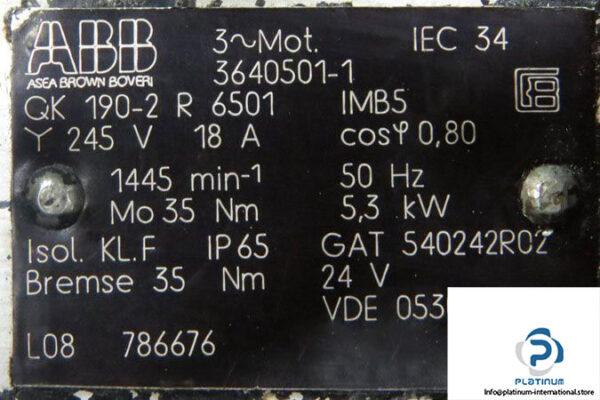 ABB 3~Mot. IEC 34
ASEA BROWN BOVERI 3640501-1
QK 190-2 R 6501 IMB5
Y 245 V 18 A cosφ 0,80
1445 min-1 50 Hz
Mo 35 Nm 5,3 kW
Isol. KL.F IP 65 GAT 540242R02
Bremse 35 Nm 24 V
VDE 053
L08 786676
PLATINUM
info@platinum-international.store